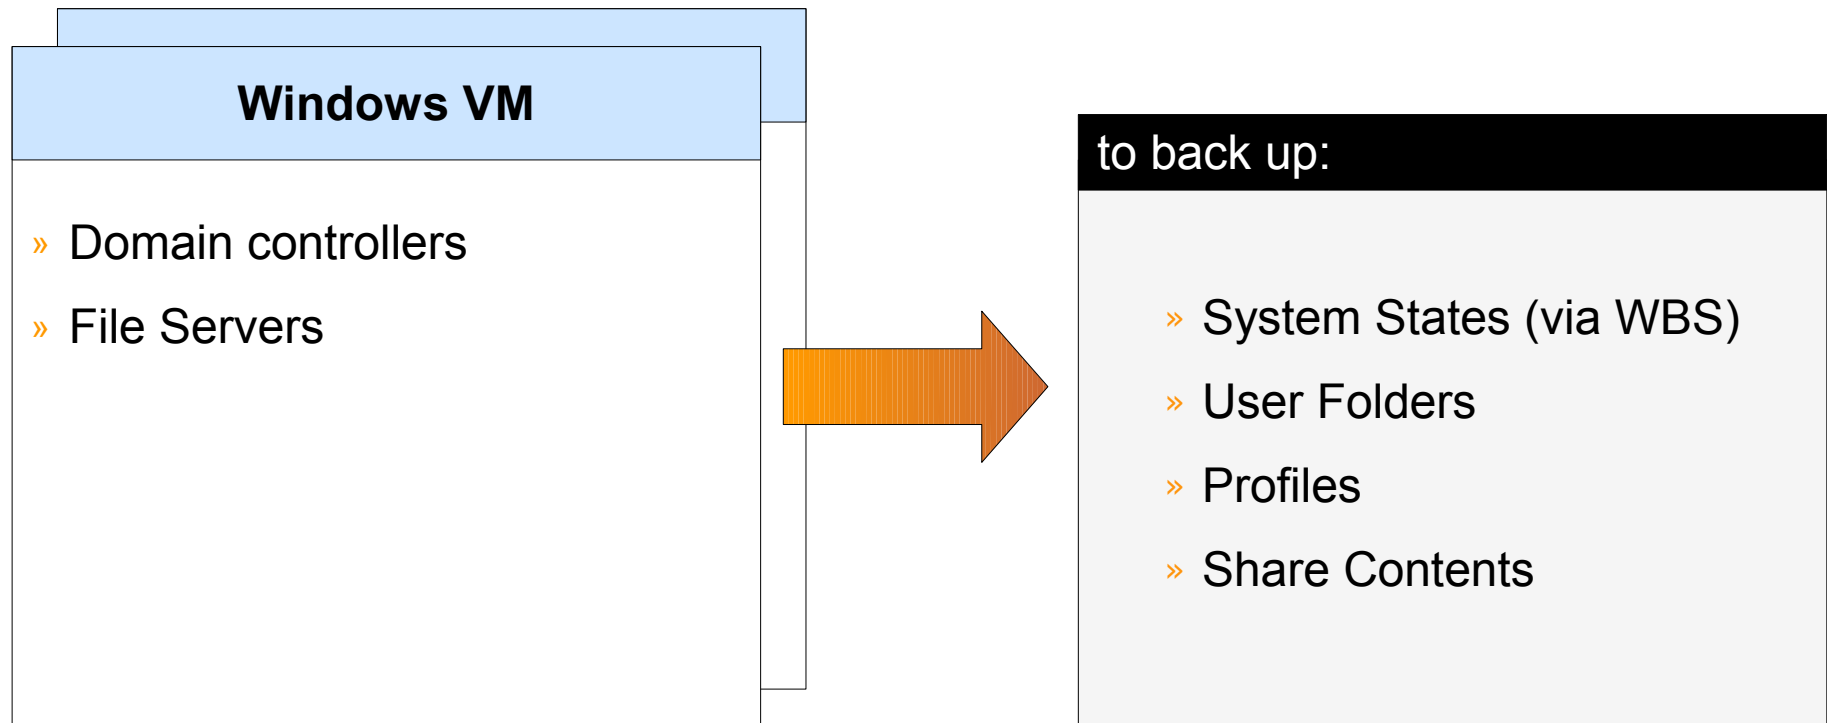 Windows VM
» Domain controllers
» File Servers
to back up:
» System States (via WBS)
» User Folders
» Profiles
» Share Contents